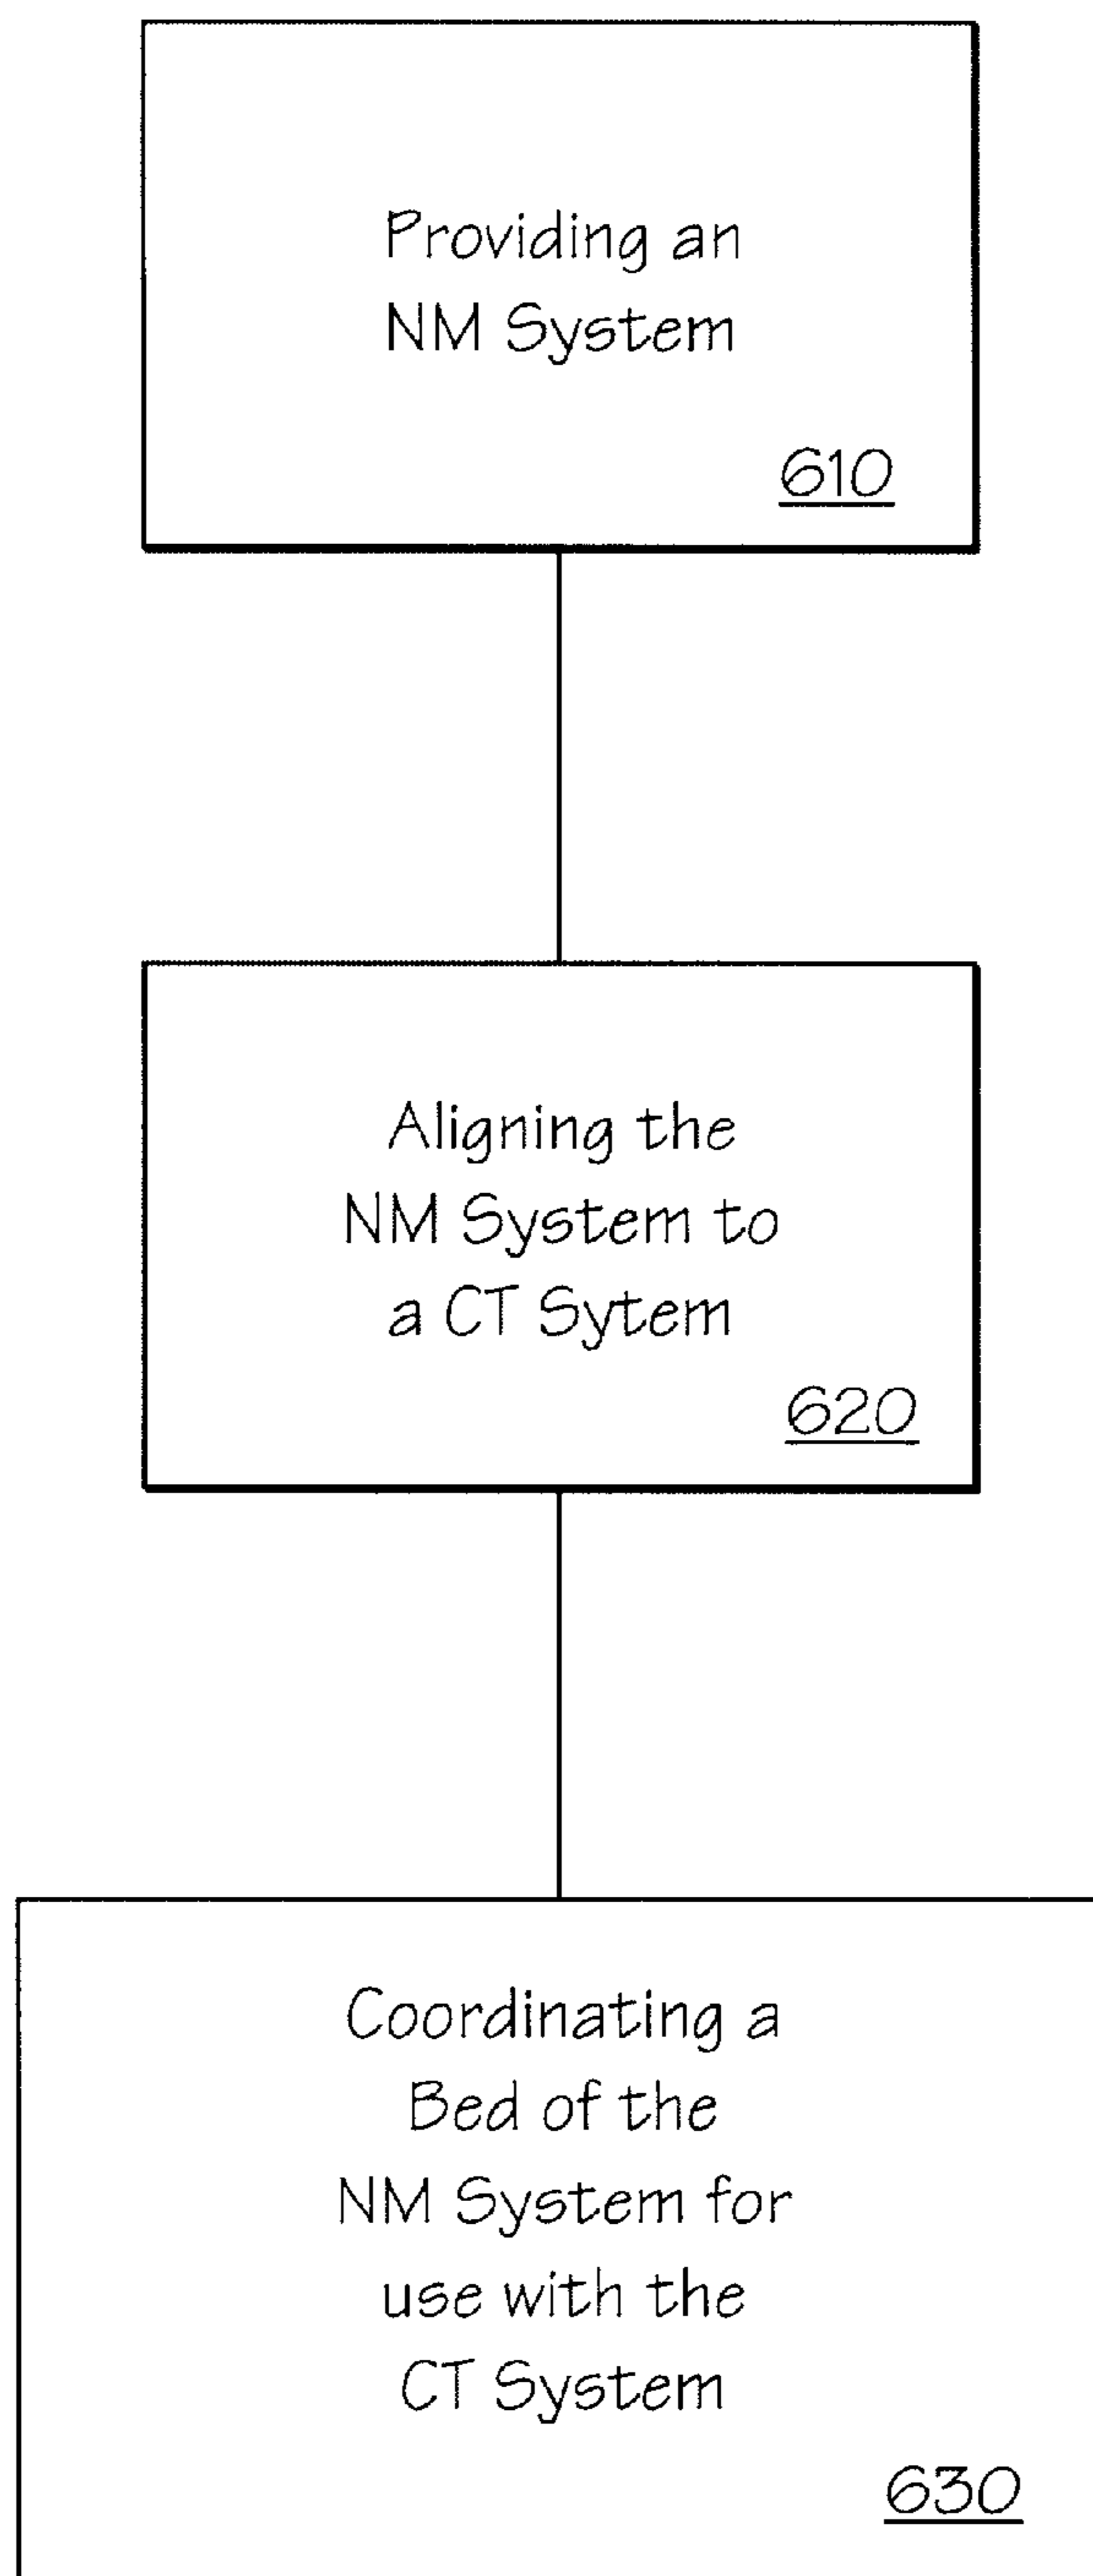 Providing an
NM System
610
Aligning the
NM System to
a CT Sytem
620
Coordinating a
Bed of the
NM System for
use with the
CT System
630